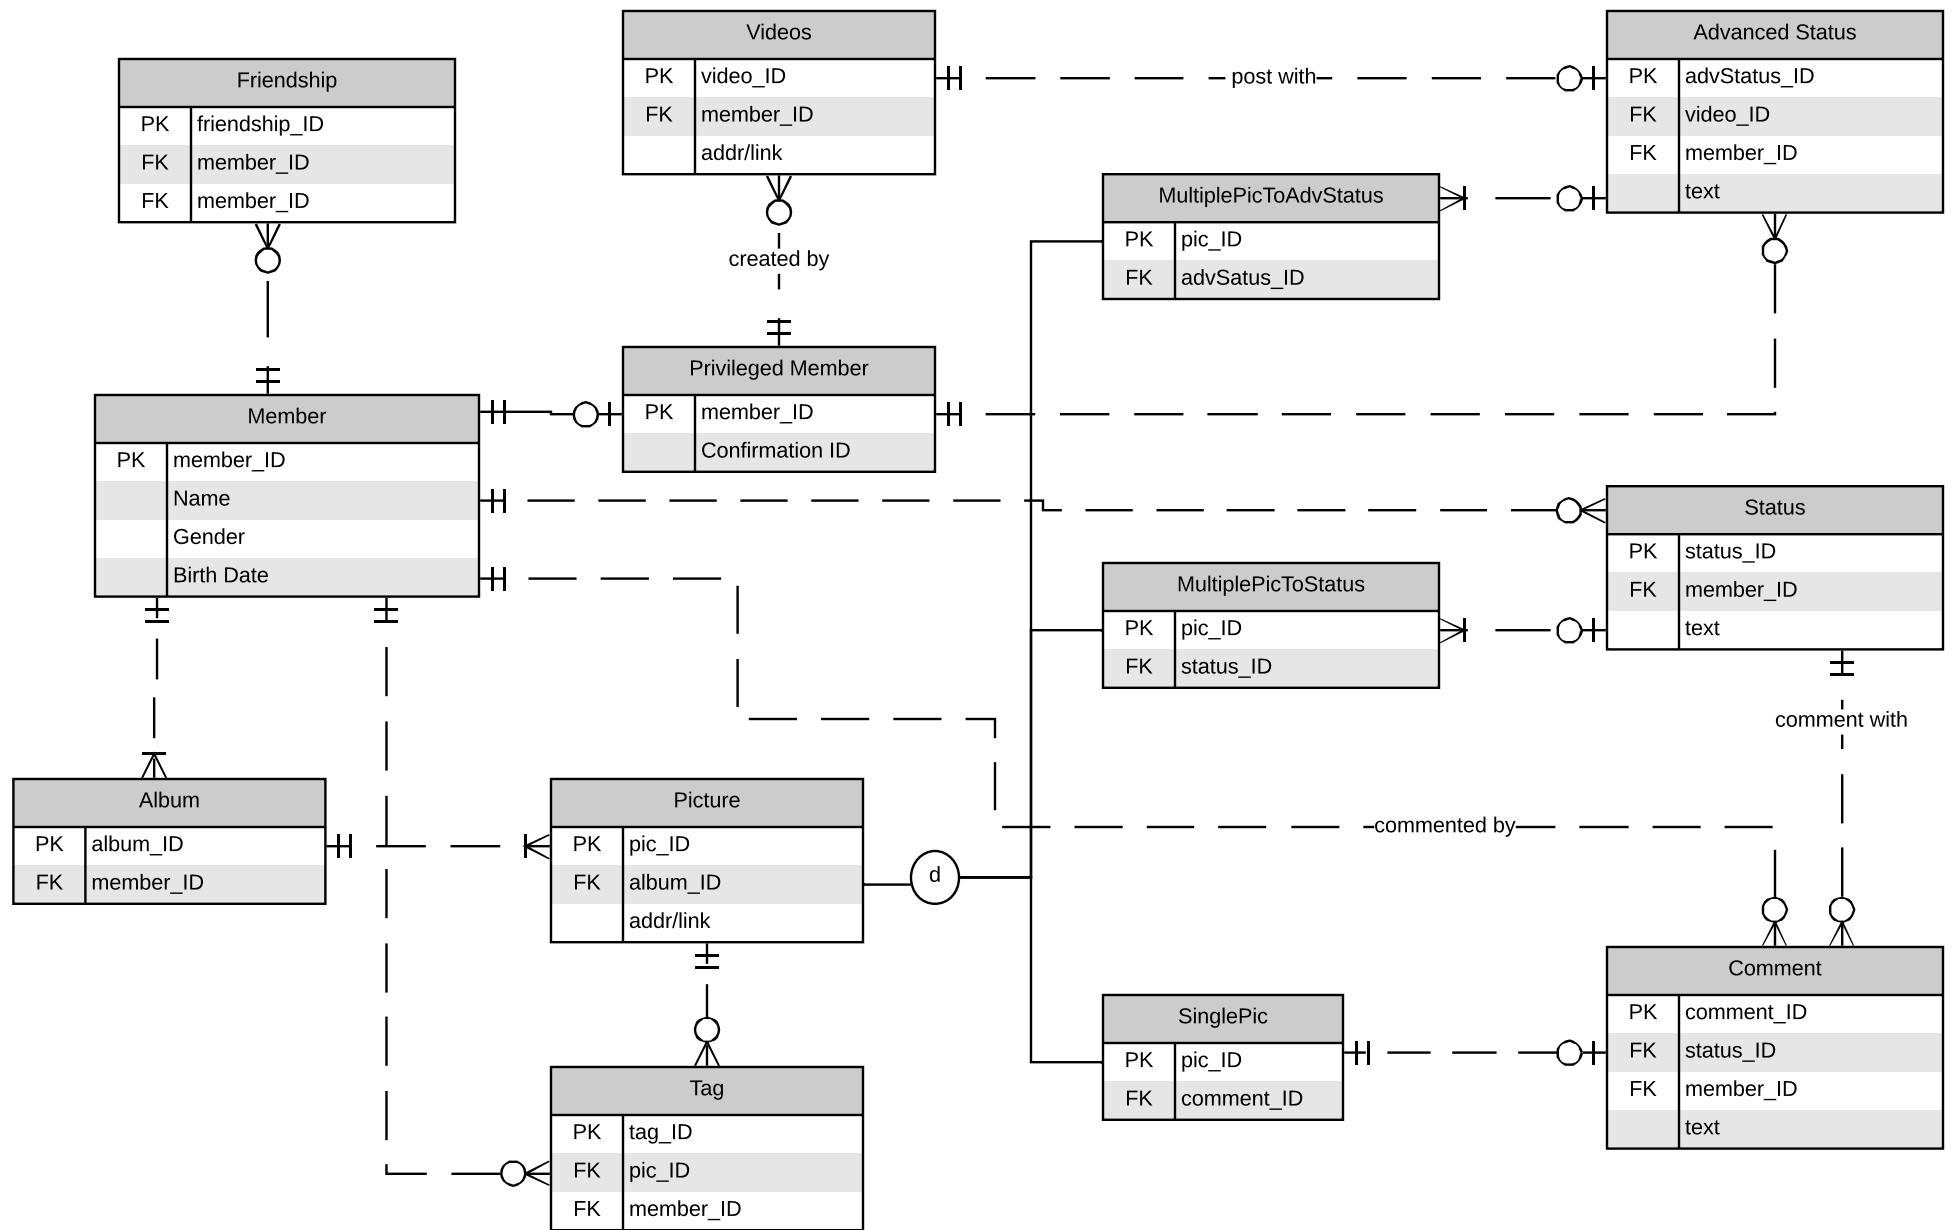 Friendship
PK friendship_ID
FK member_ID
FK member_ID
Videos
PK video_ID
FK member_ID
addr/link
post with
Advanced Status
PK advStatus_ID
FK video_ID
FK member_ID
text
MultiplePicToAdvStatus
PK pic_ID
FK advSatus_ID
created by
Privileged Member
PK member_ID
Confirmation ID
Member
PK member_ID
Name
Gender
Birth Date
Status
PK status_ID
FK member_ID
text
MultiplePicToStatus
PK pic_ID
FK status_ID
comment with
Album
PK album_ID
FK member_ID
Picture
PK pic_ID
FK album_ID
addr/link
d
commented by
Comment
PK comment_ID
FK status_ID
FK member_ID
text
SinglePic
PK pic_ID
FK comment_ID
Tag
PK tag_ID
FK pic_ID
FK member_ID